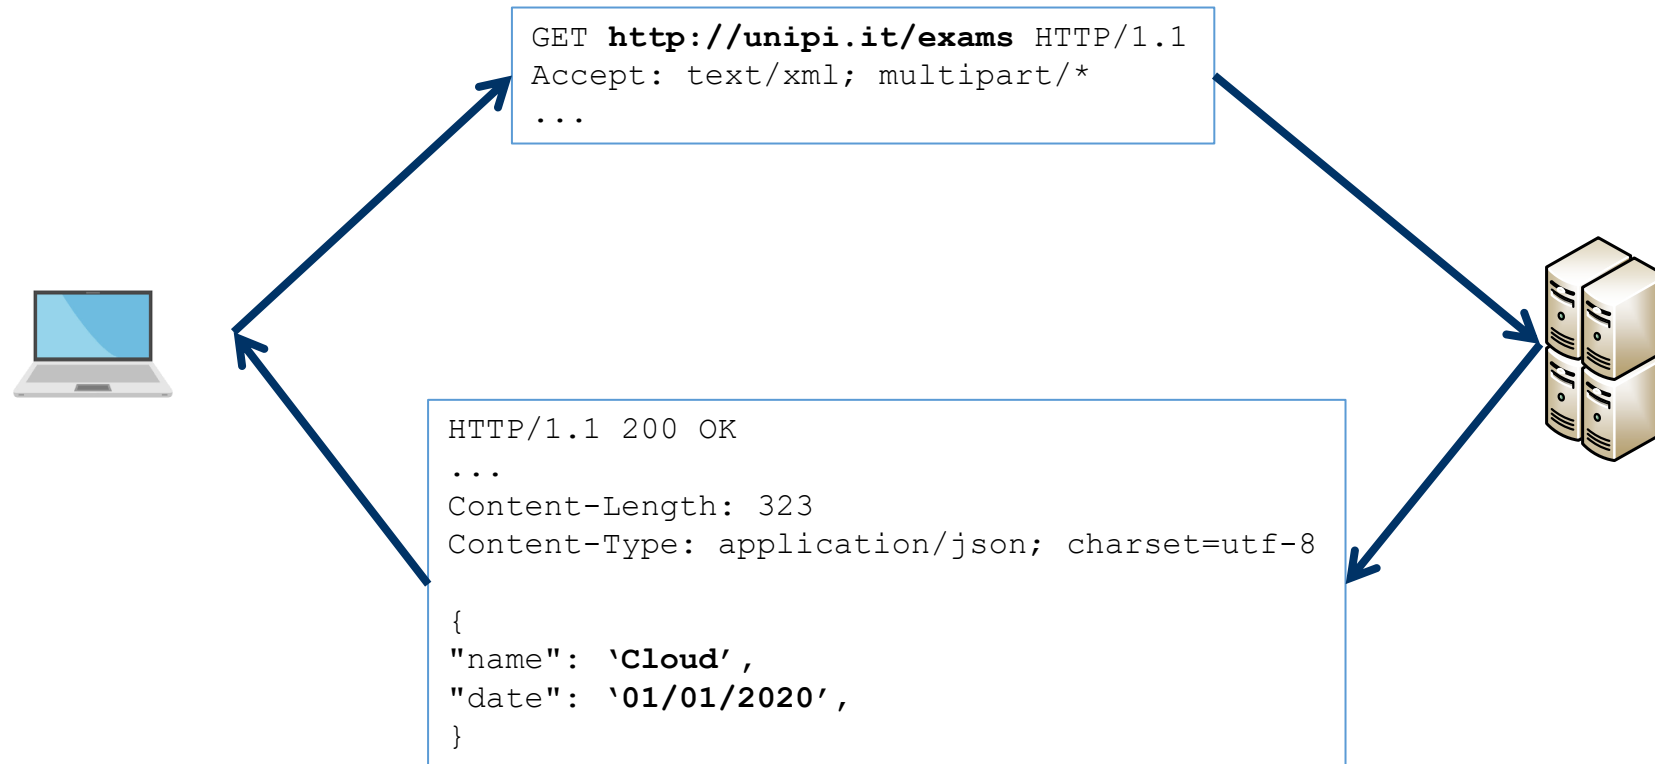 GET http://unipi.it/exams HTTP/1.1
Accept: text/xml; multipart/*
...
HTTP/1.1 200 OK
...
Content-Length: 323
Content-Type: application/json; charset=utf-8
{
"name": ‘Cloud’,
"date": ‘01/01/2020’,
}